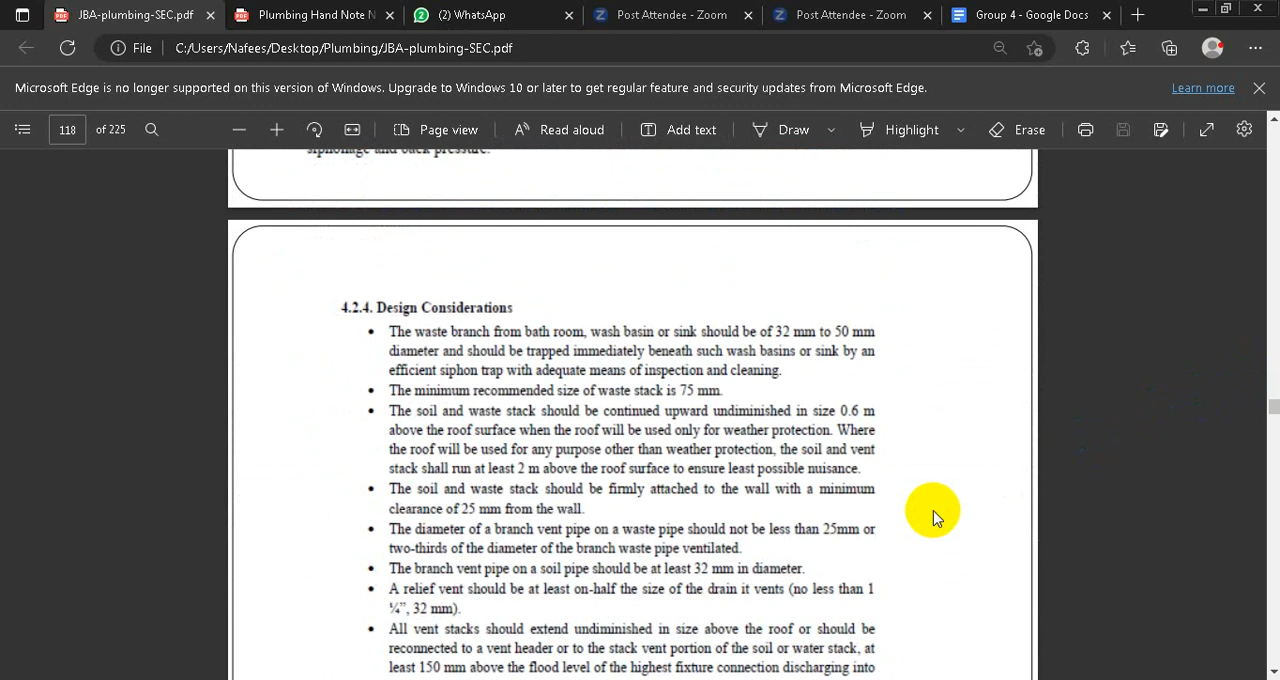 JBA-plumbing-SEC.pdf
Plumbing Hand Note N
(2) WhatsApp
Post Attendee - Zoom
Post Attendee - Zoom
Group 4 - Google Docs
File
C:/Users/Nafees/Desktop/Plumbing/JBA-plumbing-SEC.pdf
Microsoft Edge is no longer supported on this version of Windows. Upgrade to Windows 10 or later to get regular feature and security updates from Microsoft Edge.
Learn more
118 of 225
Page view
Read aloud
Add text
Draw
Highlight
Erase
siphonage and back pressure.
4.2.4. Design Considerations
• The waste branch from bath room, wash basin or sink should be of 32 mm to 50 mm
diameter and should be trapped immediately beneath such wash basins or sink by an
efficient siphon trap with adequate means of inspection and cleaning.
• The minimum recommended size of waste stack is 75 mm.
• The soil and waste stack should be continued upward undiminished in size 0.6 m
above the roof surface when the roof will be used only for weather protection. Where
the roof will be used for any purpose other than weather protection, the soil and vent
stack shall run at least 2 m above the roof surface to ensure least possible nuisance.
• The soil and waste stack should be firmly attached to the wall with a minimum
clearance of 25 mm from the wall.
• The diameter of a branch vent pipe on a waste pipe should not be less than 25mm or
two-thirds of the diameter of the branch waste pipe ventilated.
• The branch vent pipe on a soil pipe should be at least 32 mm in diameter.
• A relief vent should be at least on-half the size of the drain it vents (no less than 1
¼”, 32 mm).
• All vent stacks should extend undiminished in size above the roof or should be
reconnected to a vent header or to the stack vent portion of the soil or water stack, at
least 150 mm above the flood level of the highest fixture connection discharging into